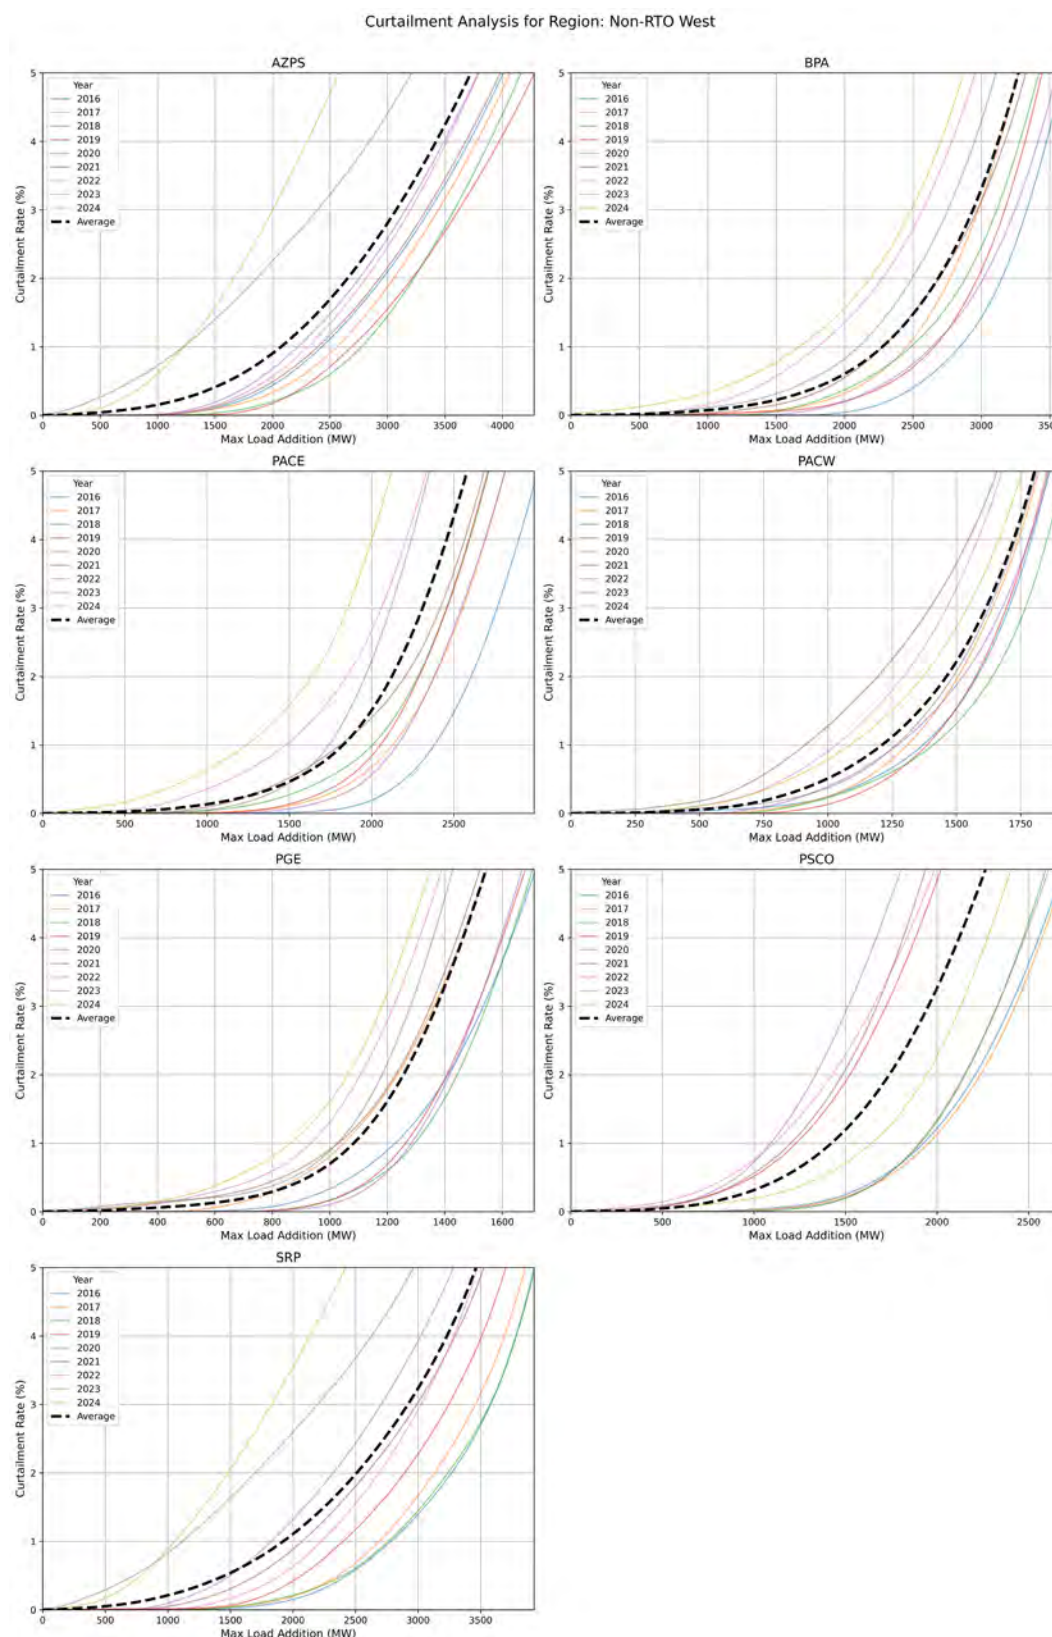 Curtailment Analysis for Region: Non-RTO West
AZPS
Curtailment Rate (%)
5
4
3
2
1
0
Year
2016
2017
2018
2019
2020
2021
2022
2023
2024
Average
0 500 1000 1500 2000 2500 3000 3500 4000
Max Load Addition (MW)
BPA
Curtailment Rate (%)
5
4
3
2
1
0
Year
2016
2017
2018
2019
2020
2021
2022
2023
2024
Average
0 500 1000 1500 2000 2500 3000 3500
Max Load Addition (MW)
PACE
Curtailment Rate (%)
5
4
3
2
1
0
Year
2016
2017
2018
2019
2020
2021
2022
2023
2024
Average
0 500 1000 1500 2000 2500
Max Load Addition (MW)
PACW
Curtailment Rate (%)
5
4
3
2
1
0
Year
2016
2017
2018
2019
2020
2021
2022
2023
2024
Average
0 250 500 750 1000 1250 1500 1750
Max Load Addition (MW)
PGE
Curtailment Rate (%)
5
4
3
2
1
0
Year
2016
2017
2018
2019
2020
2021
2022
2023
2024
Average
0 200 400 600 800 1000 1200 1400 1600
Max Load Addition (MW)
PSCO
Curtailment Rate (%)
5
4
3
2
1
0
Year
2016
2017
2018
2019
2020
2021
2022
2023
2024
Average
0 500 1000 1500 2000 2500
Max Load Addition (MW)
SRP
Curtailment Rate (%)
5
4
3
2
1
0
Year
2016
2017
2018
2019
2020
2021
2022
2023
2024
Average
0 500 1000 1500 2000 2500 3000 3500
Max Load Addition (MW)